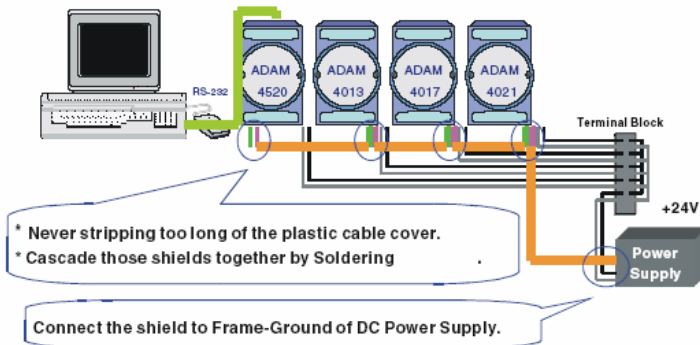 RS-232
ADAM
4520
ADAM
4013
ADAM
4017
ADAM
4021
Terminal Block
+24V
Power
Supply
* Never stripping too long of the plastic cable cover.
* Cascade those shields together by Soldering .
Connect the shield to Frame-Ground of DC Power Supply.